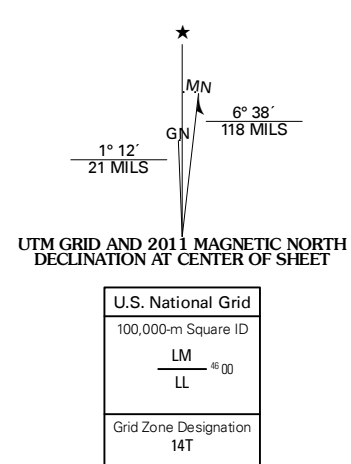 ★
MN
6° 38´
118 MILS
GN
1° 12´
21 MILS
UTM GRID AND 2011 MAGNETIC NORTH
DECLINATION AT CENTER OF SHEET
U.S. National Grid
100,000-m Square ID
LM
46 00
LL
Grid Zone Designation
14T